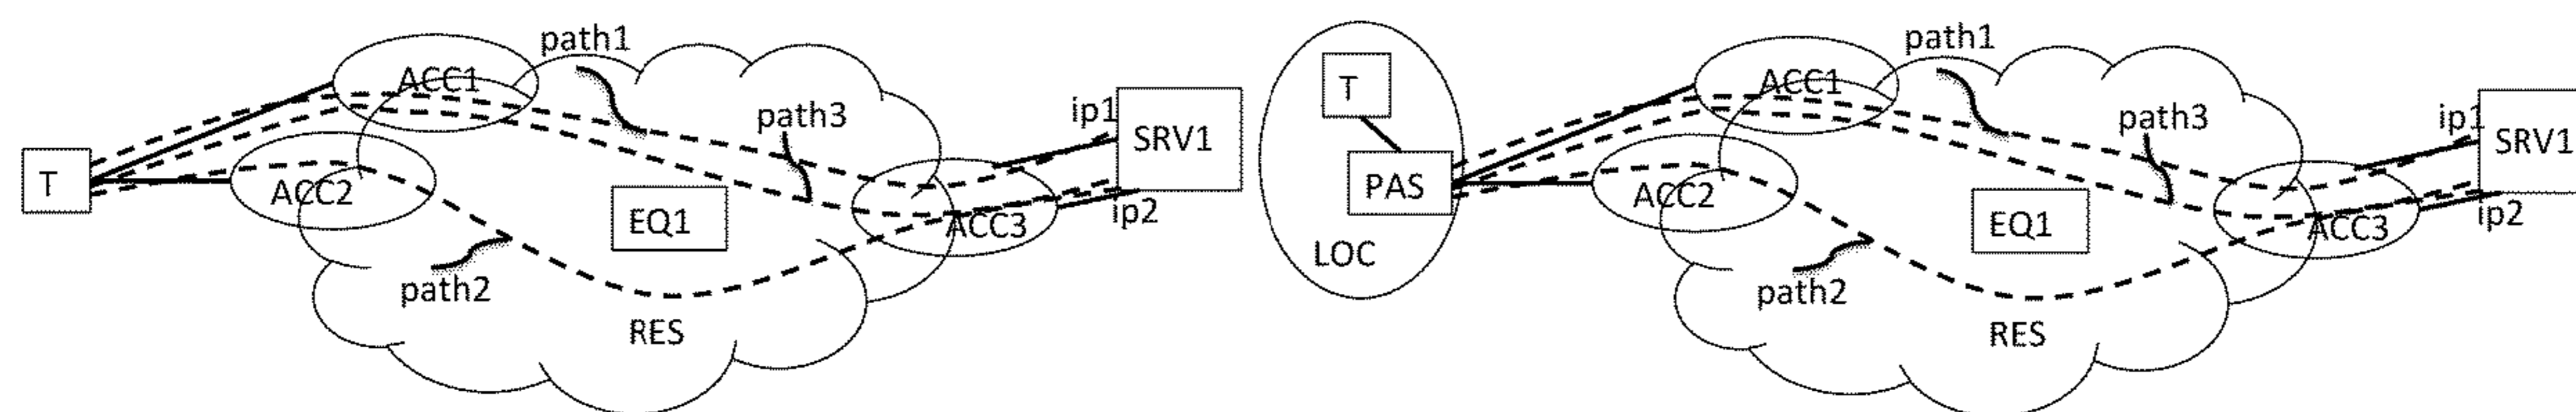 path1
ACC1
path3
ip1
SRV1
T
ACC2
EQ1
ip2
ACC3
path2
RES
path1
T
ACC1
path3
ip1
SRV1
PAS
ACC2
EQ1
ip2
ACC3
LOC
path2
RES